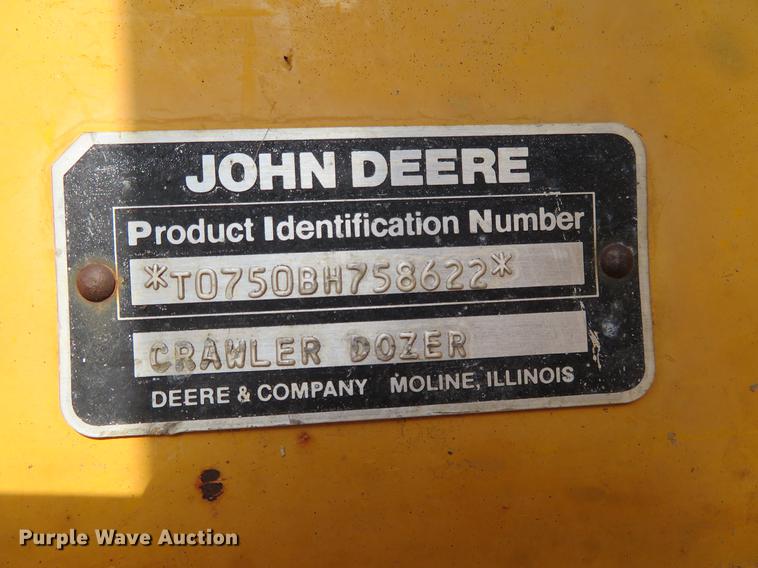 JOHN DEERE
Product Identification Number
*T0750BH758622*
CRAWLER DOZER
DEERE & COMPANY MOLINE, ILLINOIS
Purple Wave Auction